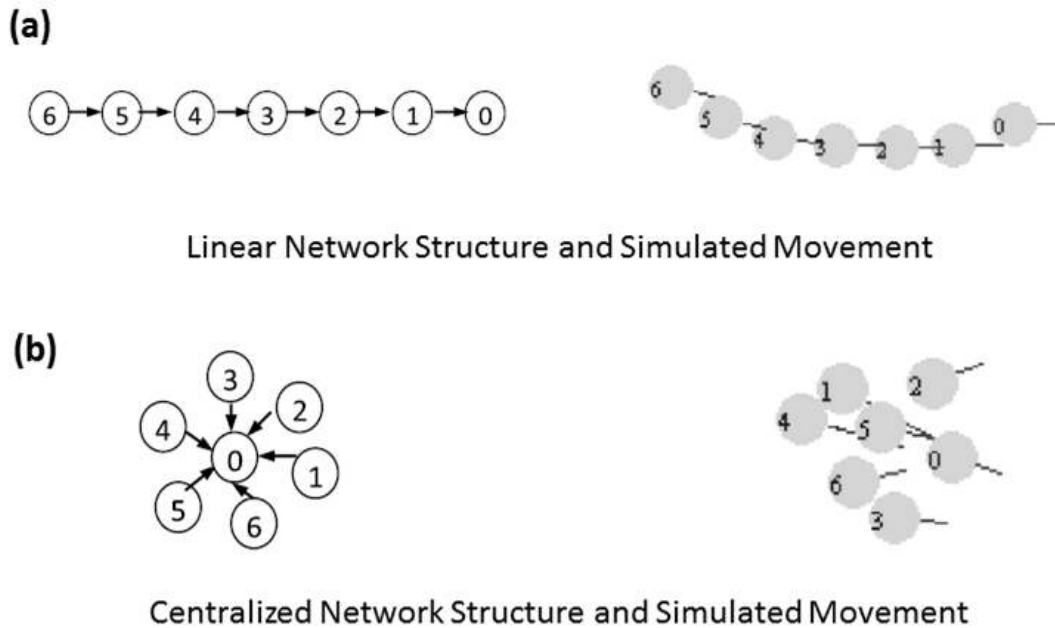 (a)
6 5 4 3 2 1 0
6
5
4 3 2 1 0
Linear Network Structure and Simulated Movement
(b)
3
4 2
0
5 1
6
1 2
4 5
0
6
3
Centralized Network Structure and Simulated Movement